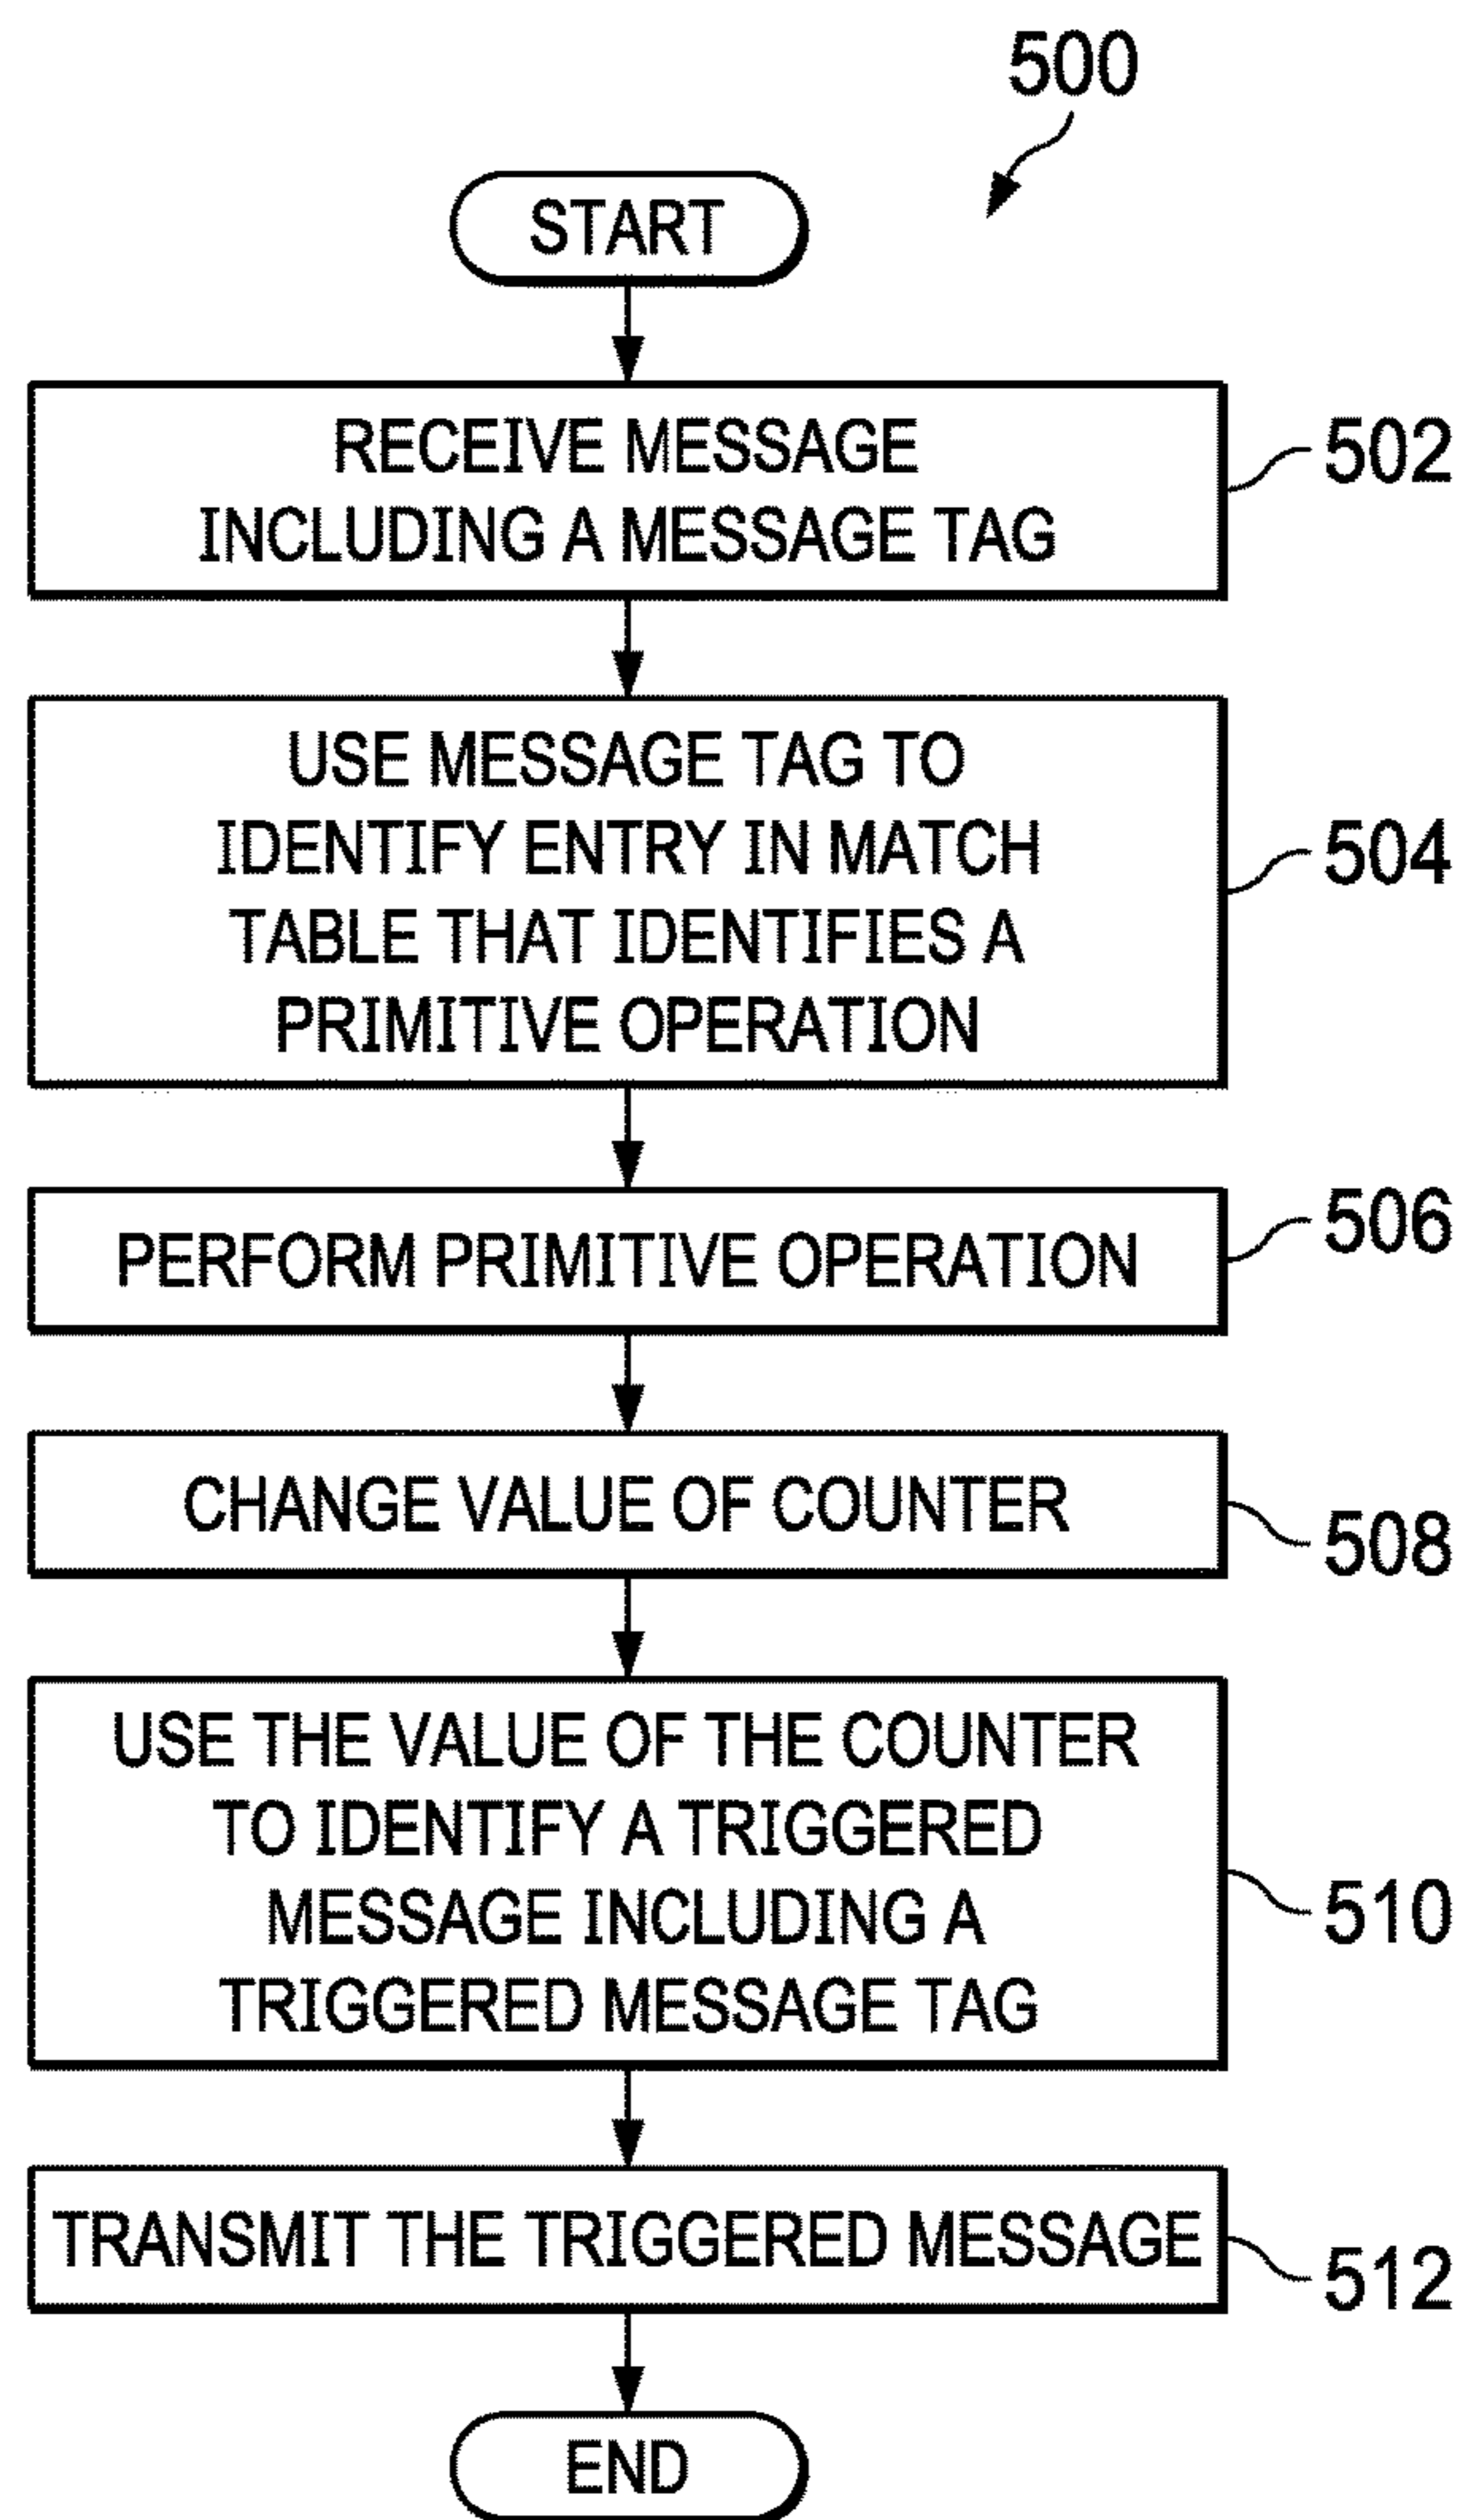 500
START
RECEIVE MESSAGE
INCLUDING A MESSAGE TAG
502
USE MESSAGE TAG TO
IDENTIFY ENTRY IN MATCH
TABLE THAT IDENTIFIES A
PRIMITIVE OPERATION
504
PERFORM PRIMITIVE OPERATION
506
CHANGE VALUE OF COUNTER
508
USE THE VALUE OF THE COUNTER
TO IDENTIFY A TRIGGERED
MESSAGE INCLUDING A
TRIGGERED MESSAGE TAG
510
TRANSMIT THE TRIGGERED MESSAGE
512
END